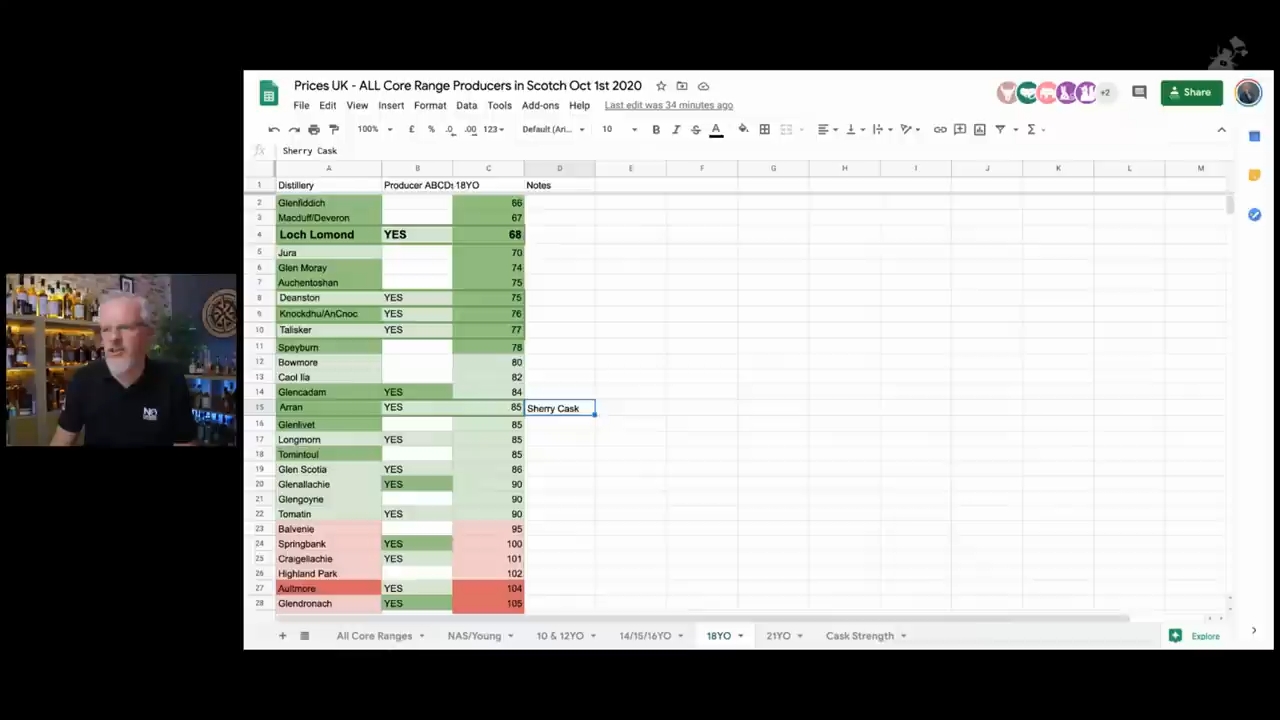 Prices UK - ALL Core Range Producers in Scotch Oct 1st 2020
+2
Share
File Edit View Insert Format Data Tools Add-ons Help Last edit was 34 minutes ago
100% £ % .0 .00 123 Default (Ari... 10 B I S A
fx Sherry Cask
A B C D E F G H I J K L M
1 Distillery Producer ABCDs 18YO Notes
2 Glenfiddich 66
3 Macduff/Deveron 67
4 Loch Lomond YES 68
5 Jura 70
6 Glen Moray 74
7 Auchentoshan 75
8 Deanston YES 75
9 Knockdhu/AnCnoc YES 76
10 Talisker YES 77
11 Speyburn 78
12 Bowmore 80
13 Caol Ila 82
14 Glencadam YES 84
15 Arran YES 85 Sherry Cask
16 Glenlivet 85
17 Longmorn YES 85
18 Tomintoul 85
19 Glen Scotia YES 86
20 Glenallachie YES 90
21 Glengoyne 90
22 Tomatin YES 90
23 Balvenie 95
24 Springbank YES 100
25 Craigellachie YES 101
26 Highland Park 102
27 Aultmore YES 104
28 Glendronach YES 105
All Core Ranges NAS/Young 10 & 12YO 14/15/16YO 18YO 21YO Cask Strength Explore